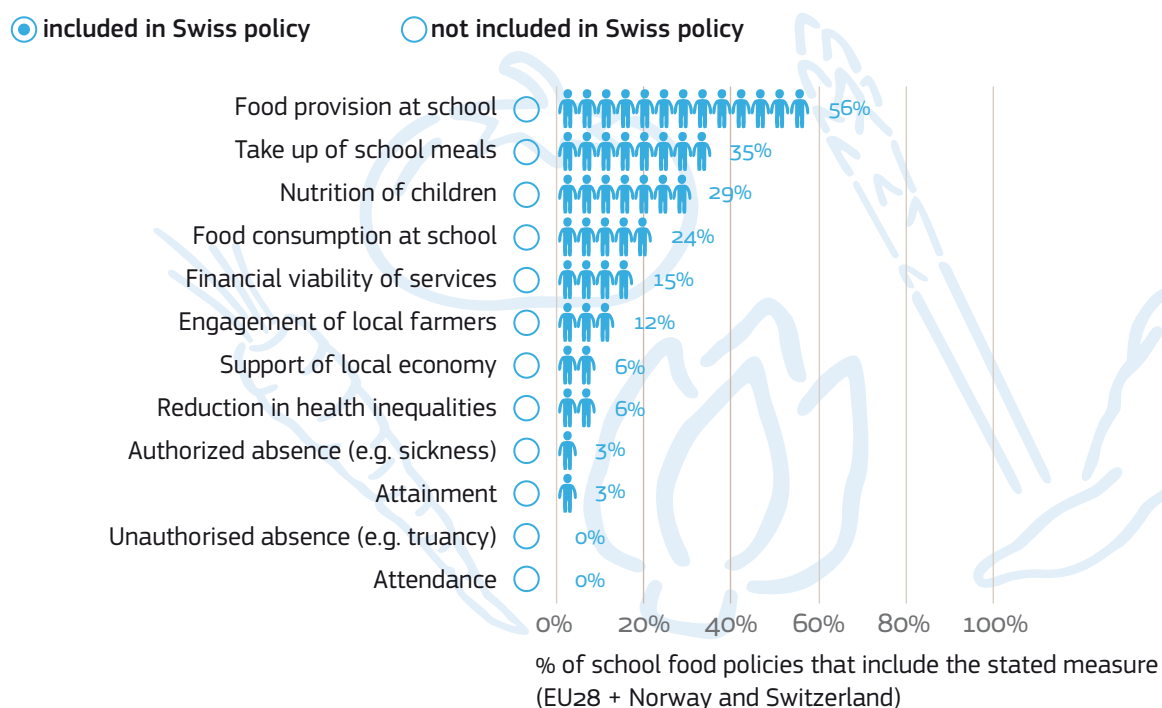 included in Swiss policy not included in Swiss policy
Food provision at school 56%
Take up of school meals 35%
Nutrition of children 29%
Food consumption at school 24%
Financial viability of services 15%
Engagement of local farmers 12%
Support of local economy 6%
Reduction in health inequalities 6%
Authorized absence (e.g. sickness) 3%
Attainment 3%
Unauthorised absence (e.g. truancy) 0%
Attendance 0%
0% 20% 40% 60% 80% 100%
% of school food policies that include the stated measure
(EU28 + Norway and Switzerland)